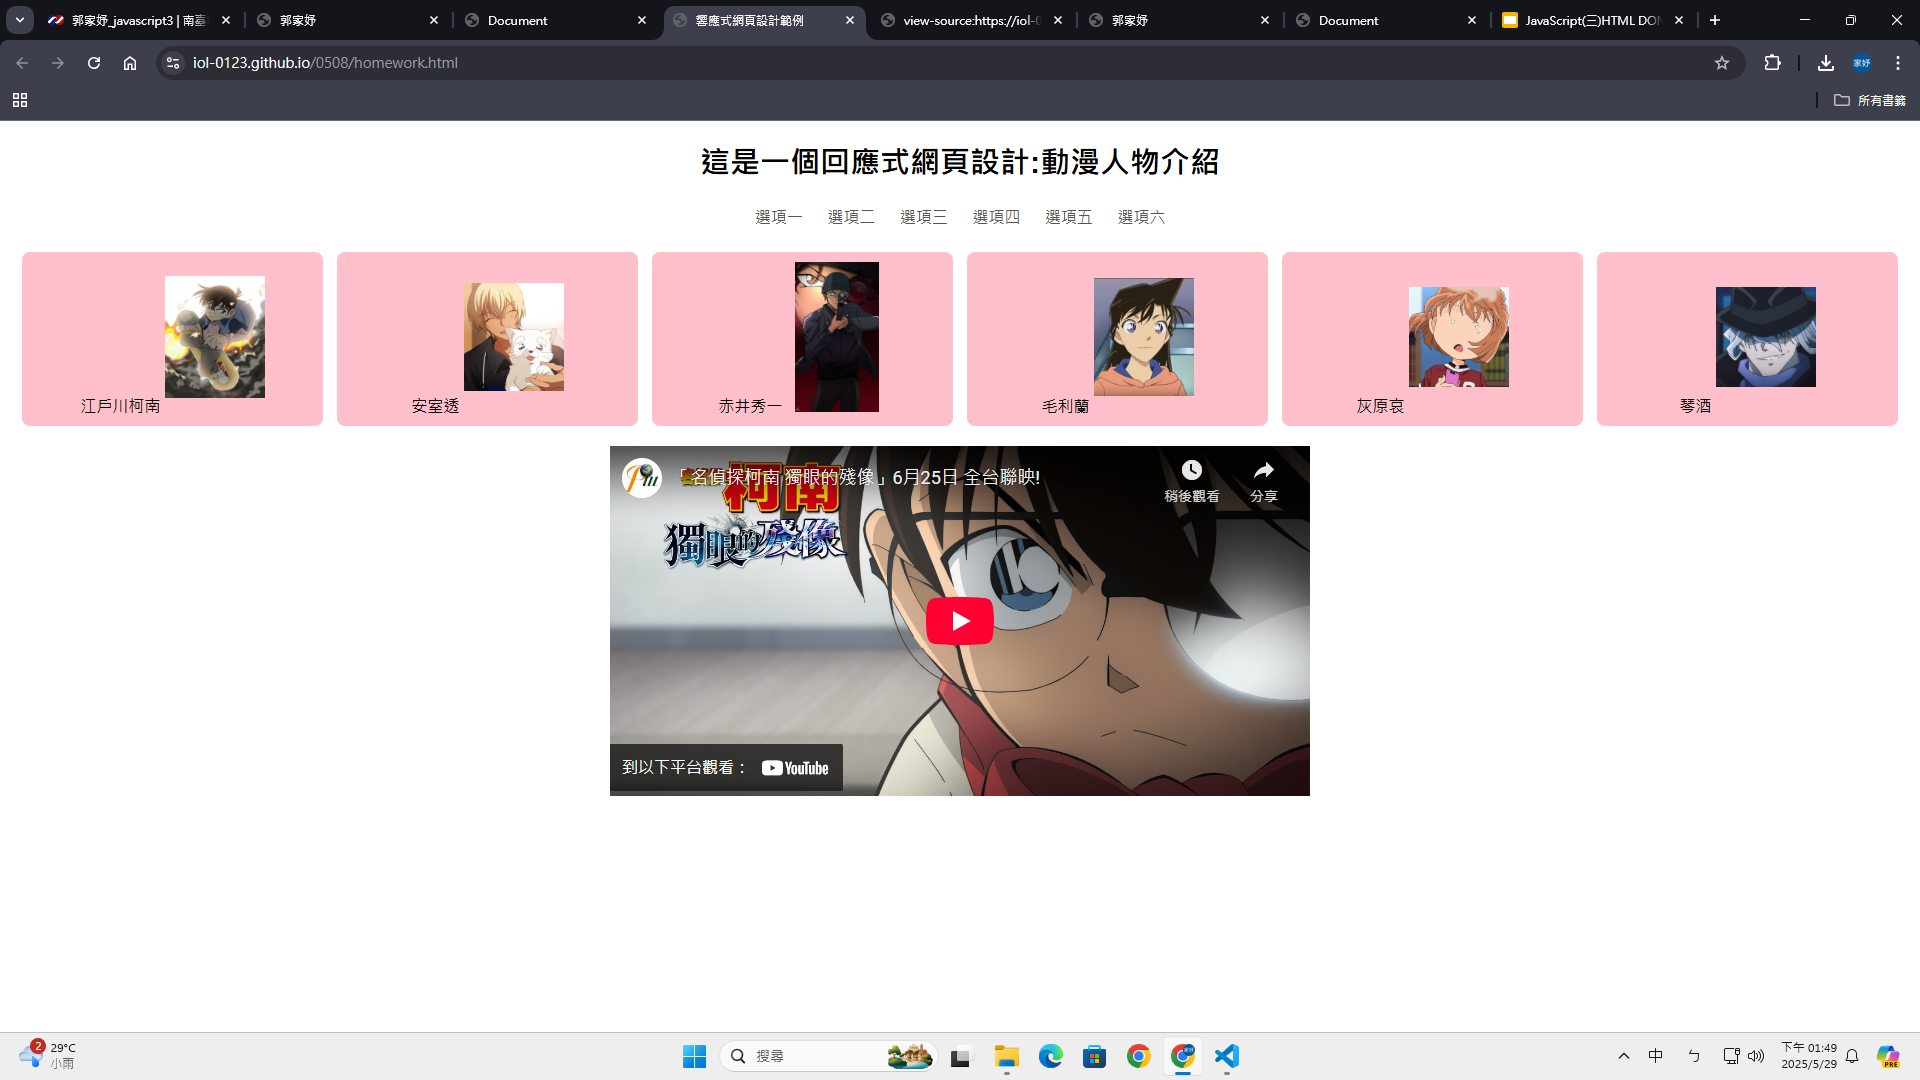 郭家妤_javascript3 | 南嘉
郭家妤
Document
響應式網頁設計範例
view-source:https://iol-0
郭家妤
Document
JavaScript(三)HTML DOM
iol-0123.github.io/0508/homework.html
家妤
所有書籤
這是一個回應式網頁設計:動漫人物介紹
選項一 選項二 選項三 選項四 選項五 選項六
江戶川柯南
安室透
赤井秀一
毛利蘭
灰原哀
琴酒
「名偵探柯南 獨眼的殘像」6月25日 全台聯映!
稍後觀看
分享
柯南
獨眼的殘像
到以下平台觀看：
YouTube
2
29°C
小雨
搜尋
中
ㄅ
下午 01:49
2025/5/29
PRE